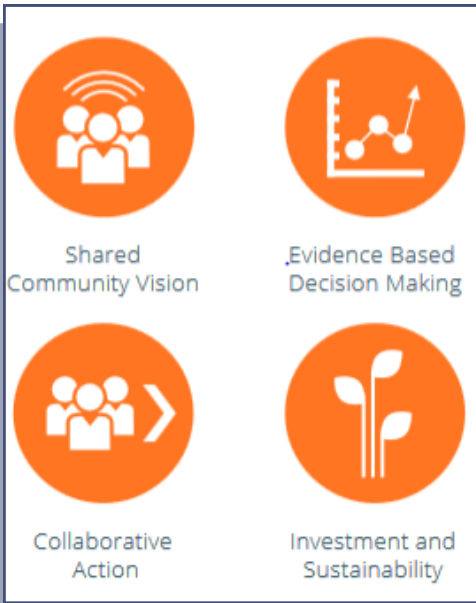 Shared
Community Vision
Evidence Based
Decision Making
Collaborative
Action
Investment and
Sustainability